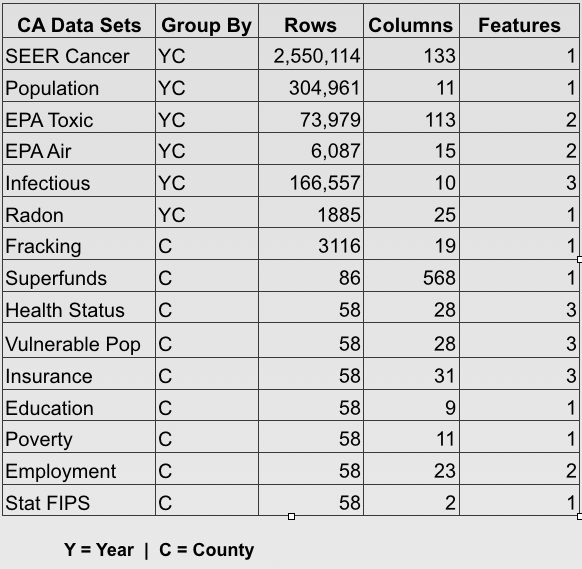 CA Data Sets Group By Rows Columns Features
SEER Cancer YC 2,550,114 133 1
Population YC 304,961 11 1
EPA Toxic YC 73,979 113 2
EPA Air YC 6,087 15 2
Infectious YC 166,557 10 3
Radon YC 1885 25 1
Fracking C 3116 19 1
Superfunds C 86 568 1
Health Status C 58 28 3
Vulnerable Pop C 58 28 3
Insurance C 58 31 3
Education C 58 9 1
Poverty C 58 11 1
Employment C 58 23 2
Stat FIPS C 58 2 1
Y = Year | C = County